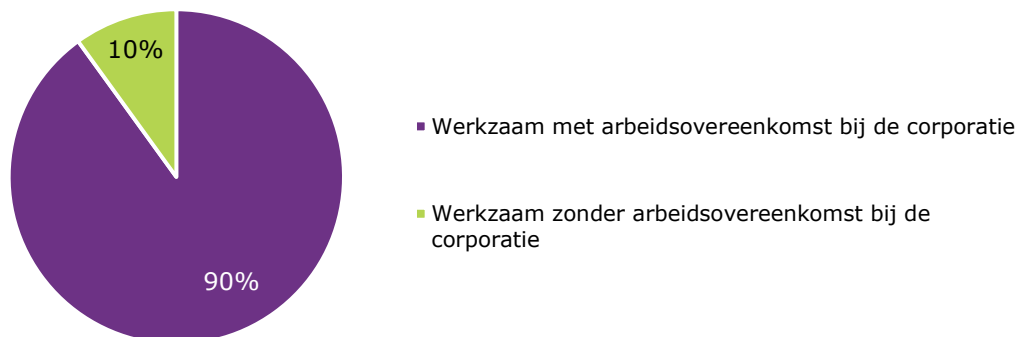 10%
Werkzaam met arbeidsovereenkomst bij de corporatie
Werkzaam zonder arbeidsovereenkomst bij de
corporatie
90%